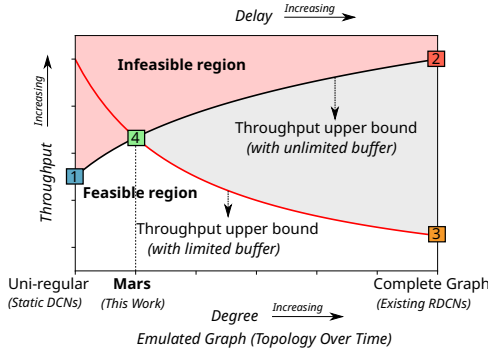 Delay Increasing
Infeasible region
2
Throughput Increasing
4
Throughput upper bound
(with unlimited buffer)
1
Feasible region
Throughput upper bound
(with limited buffer)
3
Uni-regular
(Static DCNs)
Mars
(This Work)
Complete Graph
(Existing RDCNs)
Degree Increasing
Emulated Graph (Topology Over Time)